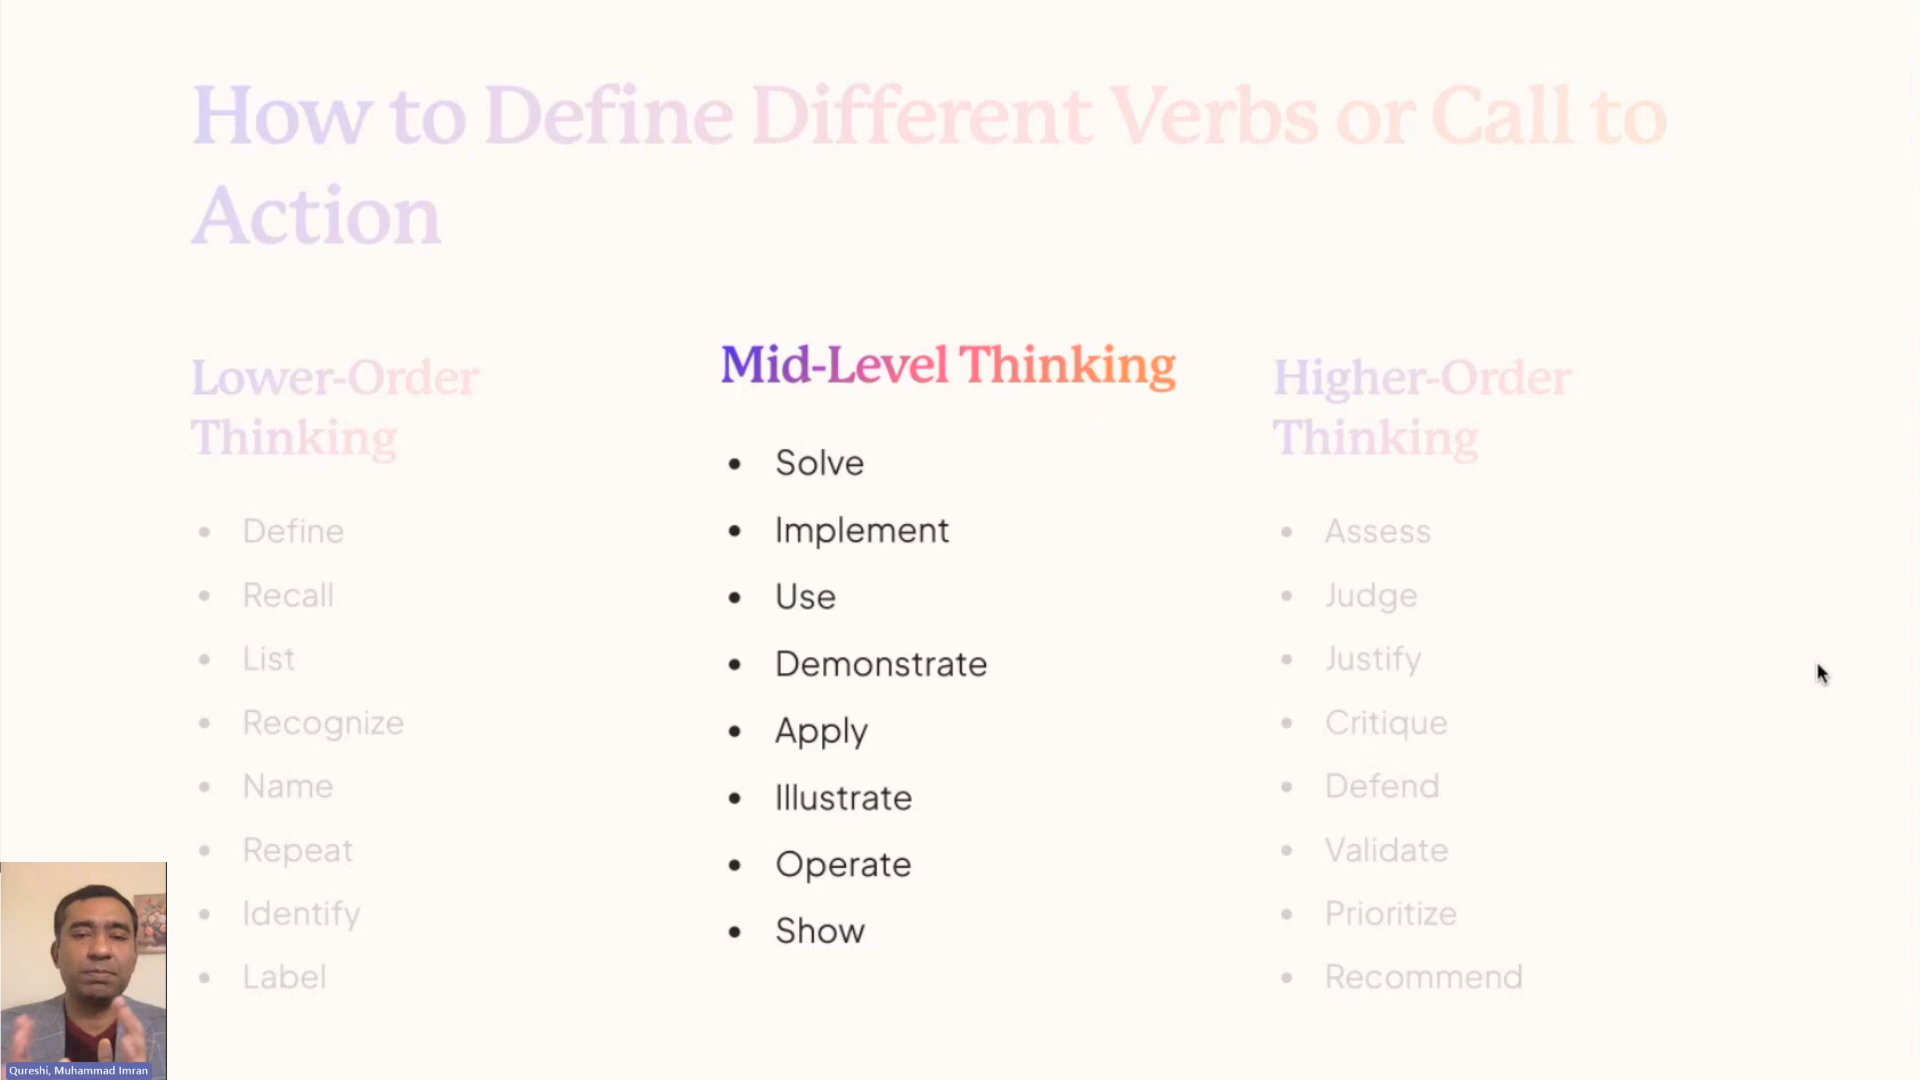 How to Define Different Verbs or Call to
Action
Lower-Order
Thinking
Define
Recall
List
Recognize
Name
Repeat
Identify
Label
Mid-Level Thinking
Solve
Implement
Use
Demonstrate
Apply
Illustrate
Operate
Show
Higher-Order
Thinking
Assess
Judge
Justify
Critique
Defend
Validate
Prioritize
Recommend
Qureshi, Muhammad Imran